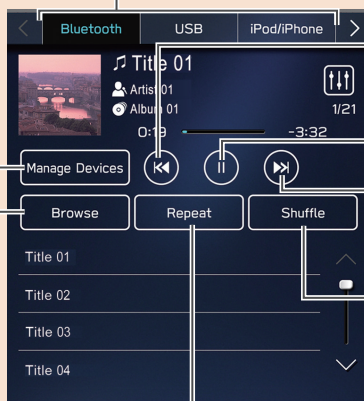 Bluetooth USB iPod/iPhone
Title 01
Artist 01
Album 01
1/21
0:19 -3:32
Manage Devices
Browse Repeat Shuffle
Title 01
Title 02
Title 03
Title 04